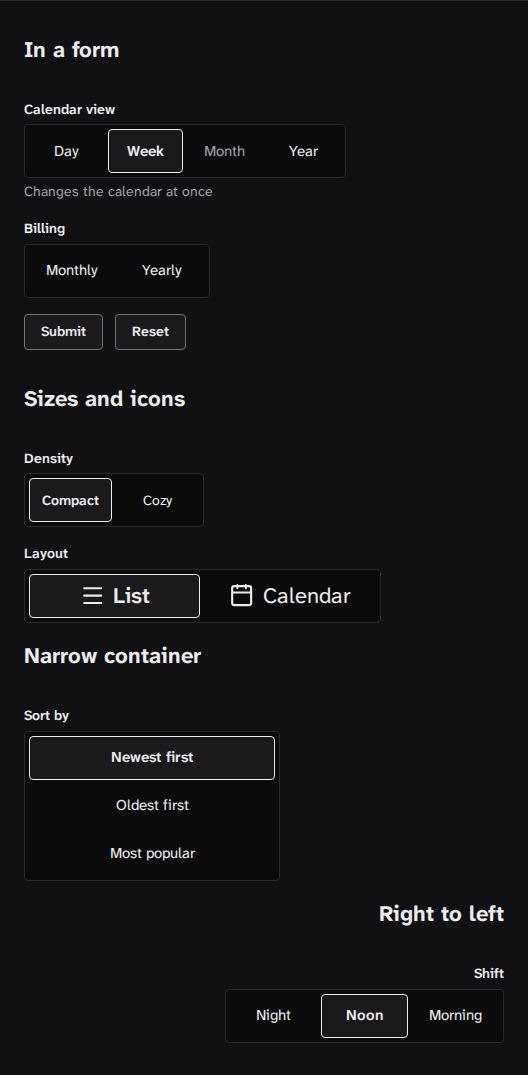 In a form
Calendar view
Day Week Month Year
Changes the calendar at once
Billing
Monthly Yearly
Submit Reset
Sizes and icons
Density
Compact Cozy
Layout
List Calendar
Narrow container
Sort by
Newest first
Oldest first
Most popular
Right to left
Shift
Night Noon Morning